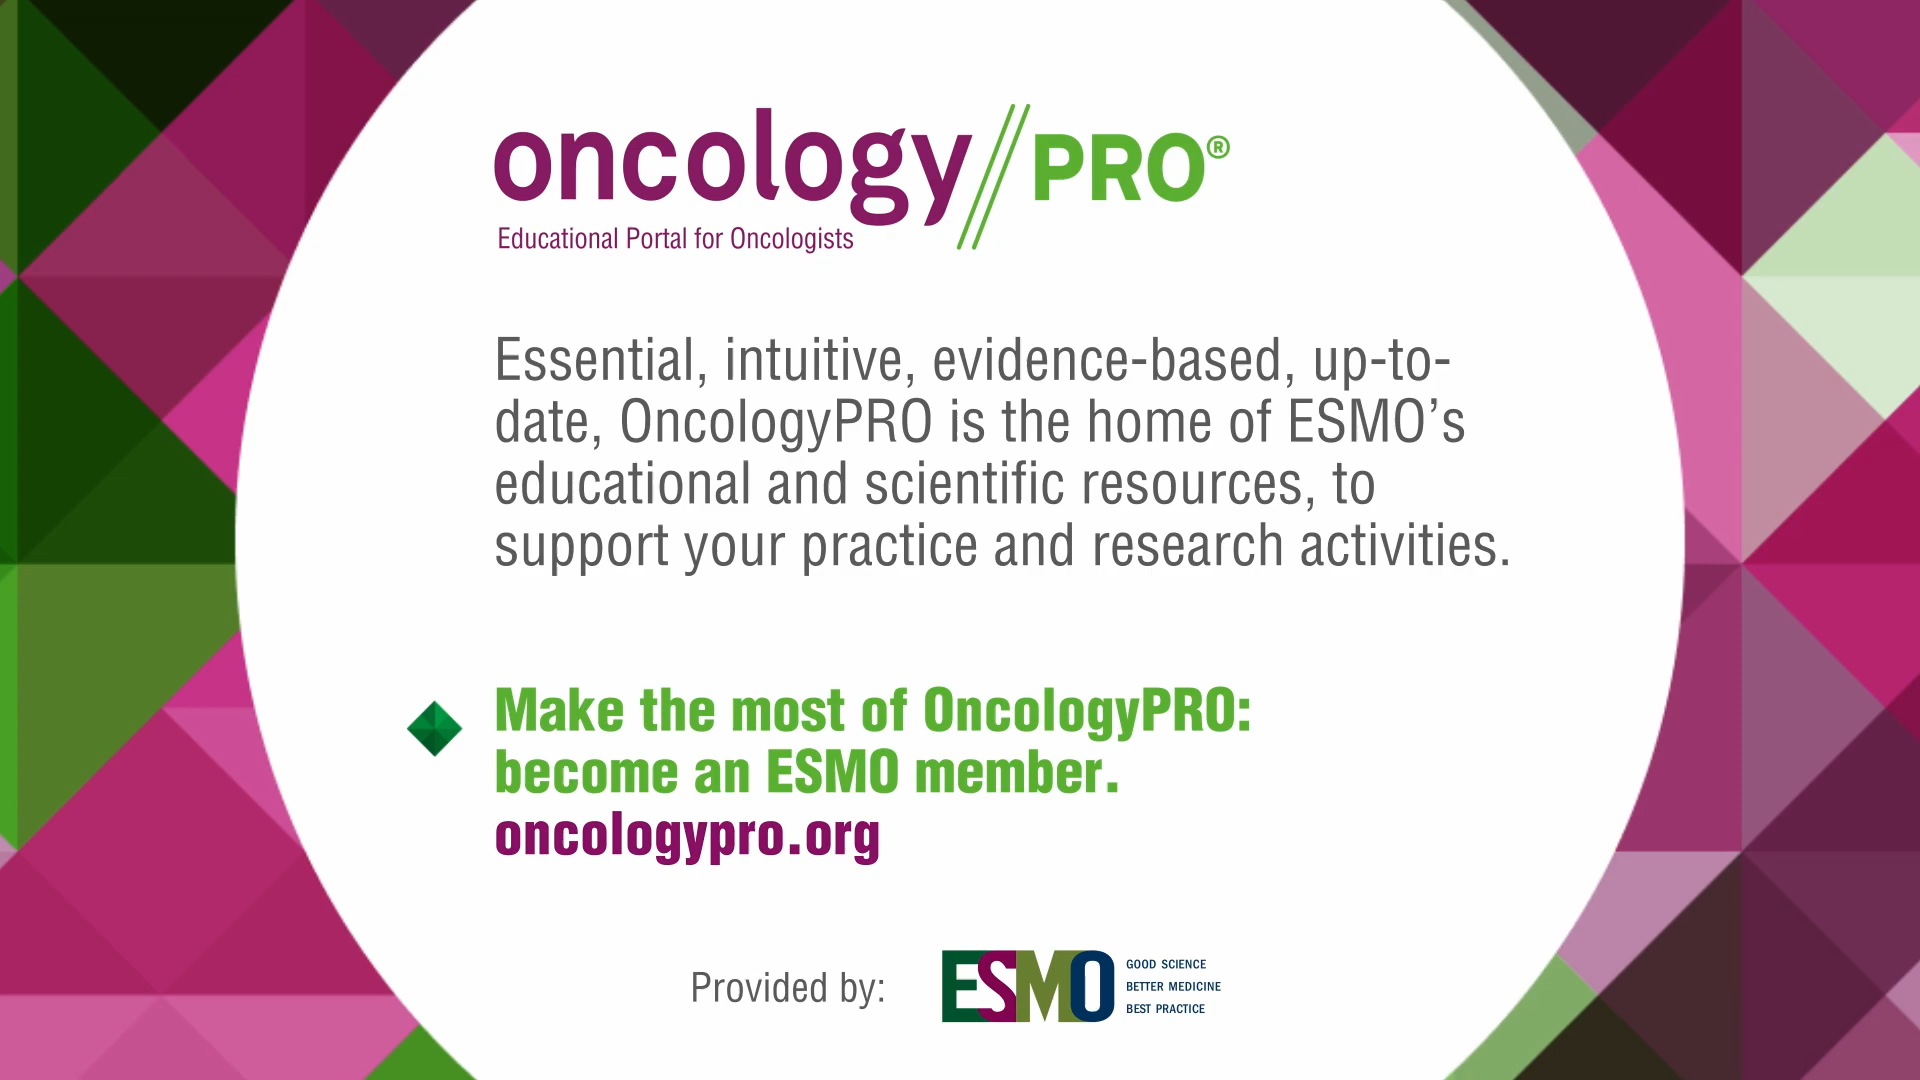 oncology//PRO®
Educational Portal for Oncologists
Essential, intuitive, evidence-based, up-to-
date, OncologyPRO is the home of ESMO’s
educational and scientific resources, to
support your practice and research activities.
Make the most of OncologyPRO:
become an ESMO member.
oncologypro.org
Provided by:
ESMO
GOOD SCIENCE
BETTER MEDICINE
BEST PRACTICE